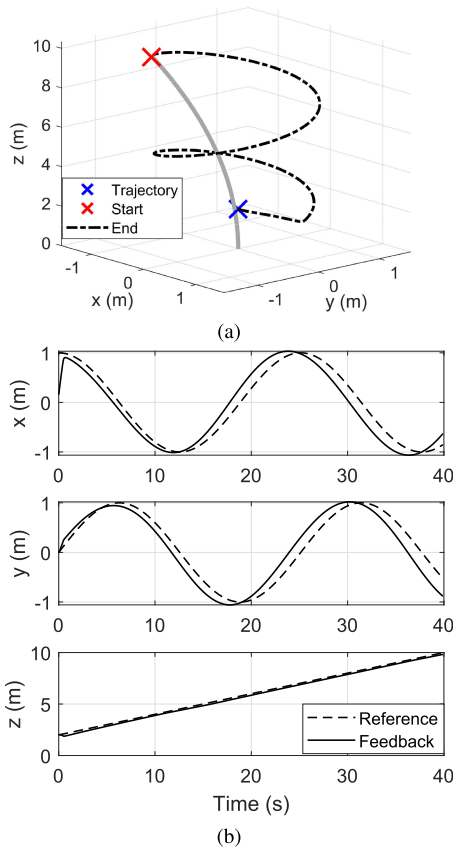 10
8
6
4
2
0
z (m)
Trajectory
Start
End
-1
0
1
x (m)
-1
0
1
y (m)
(a)
1
0
-1
x (m)
0 10 20 30 40
1
0
-1
y (m)
0 10 20 30 40
10
5
0
z (m)
Reference
Feedback
0 10 20 30 40
Time (s)
(b)